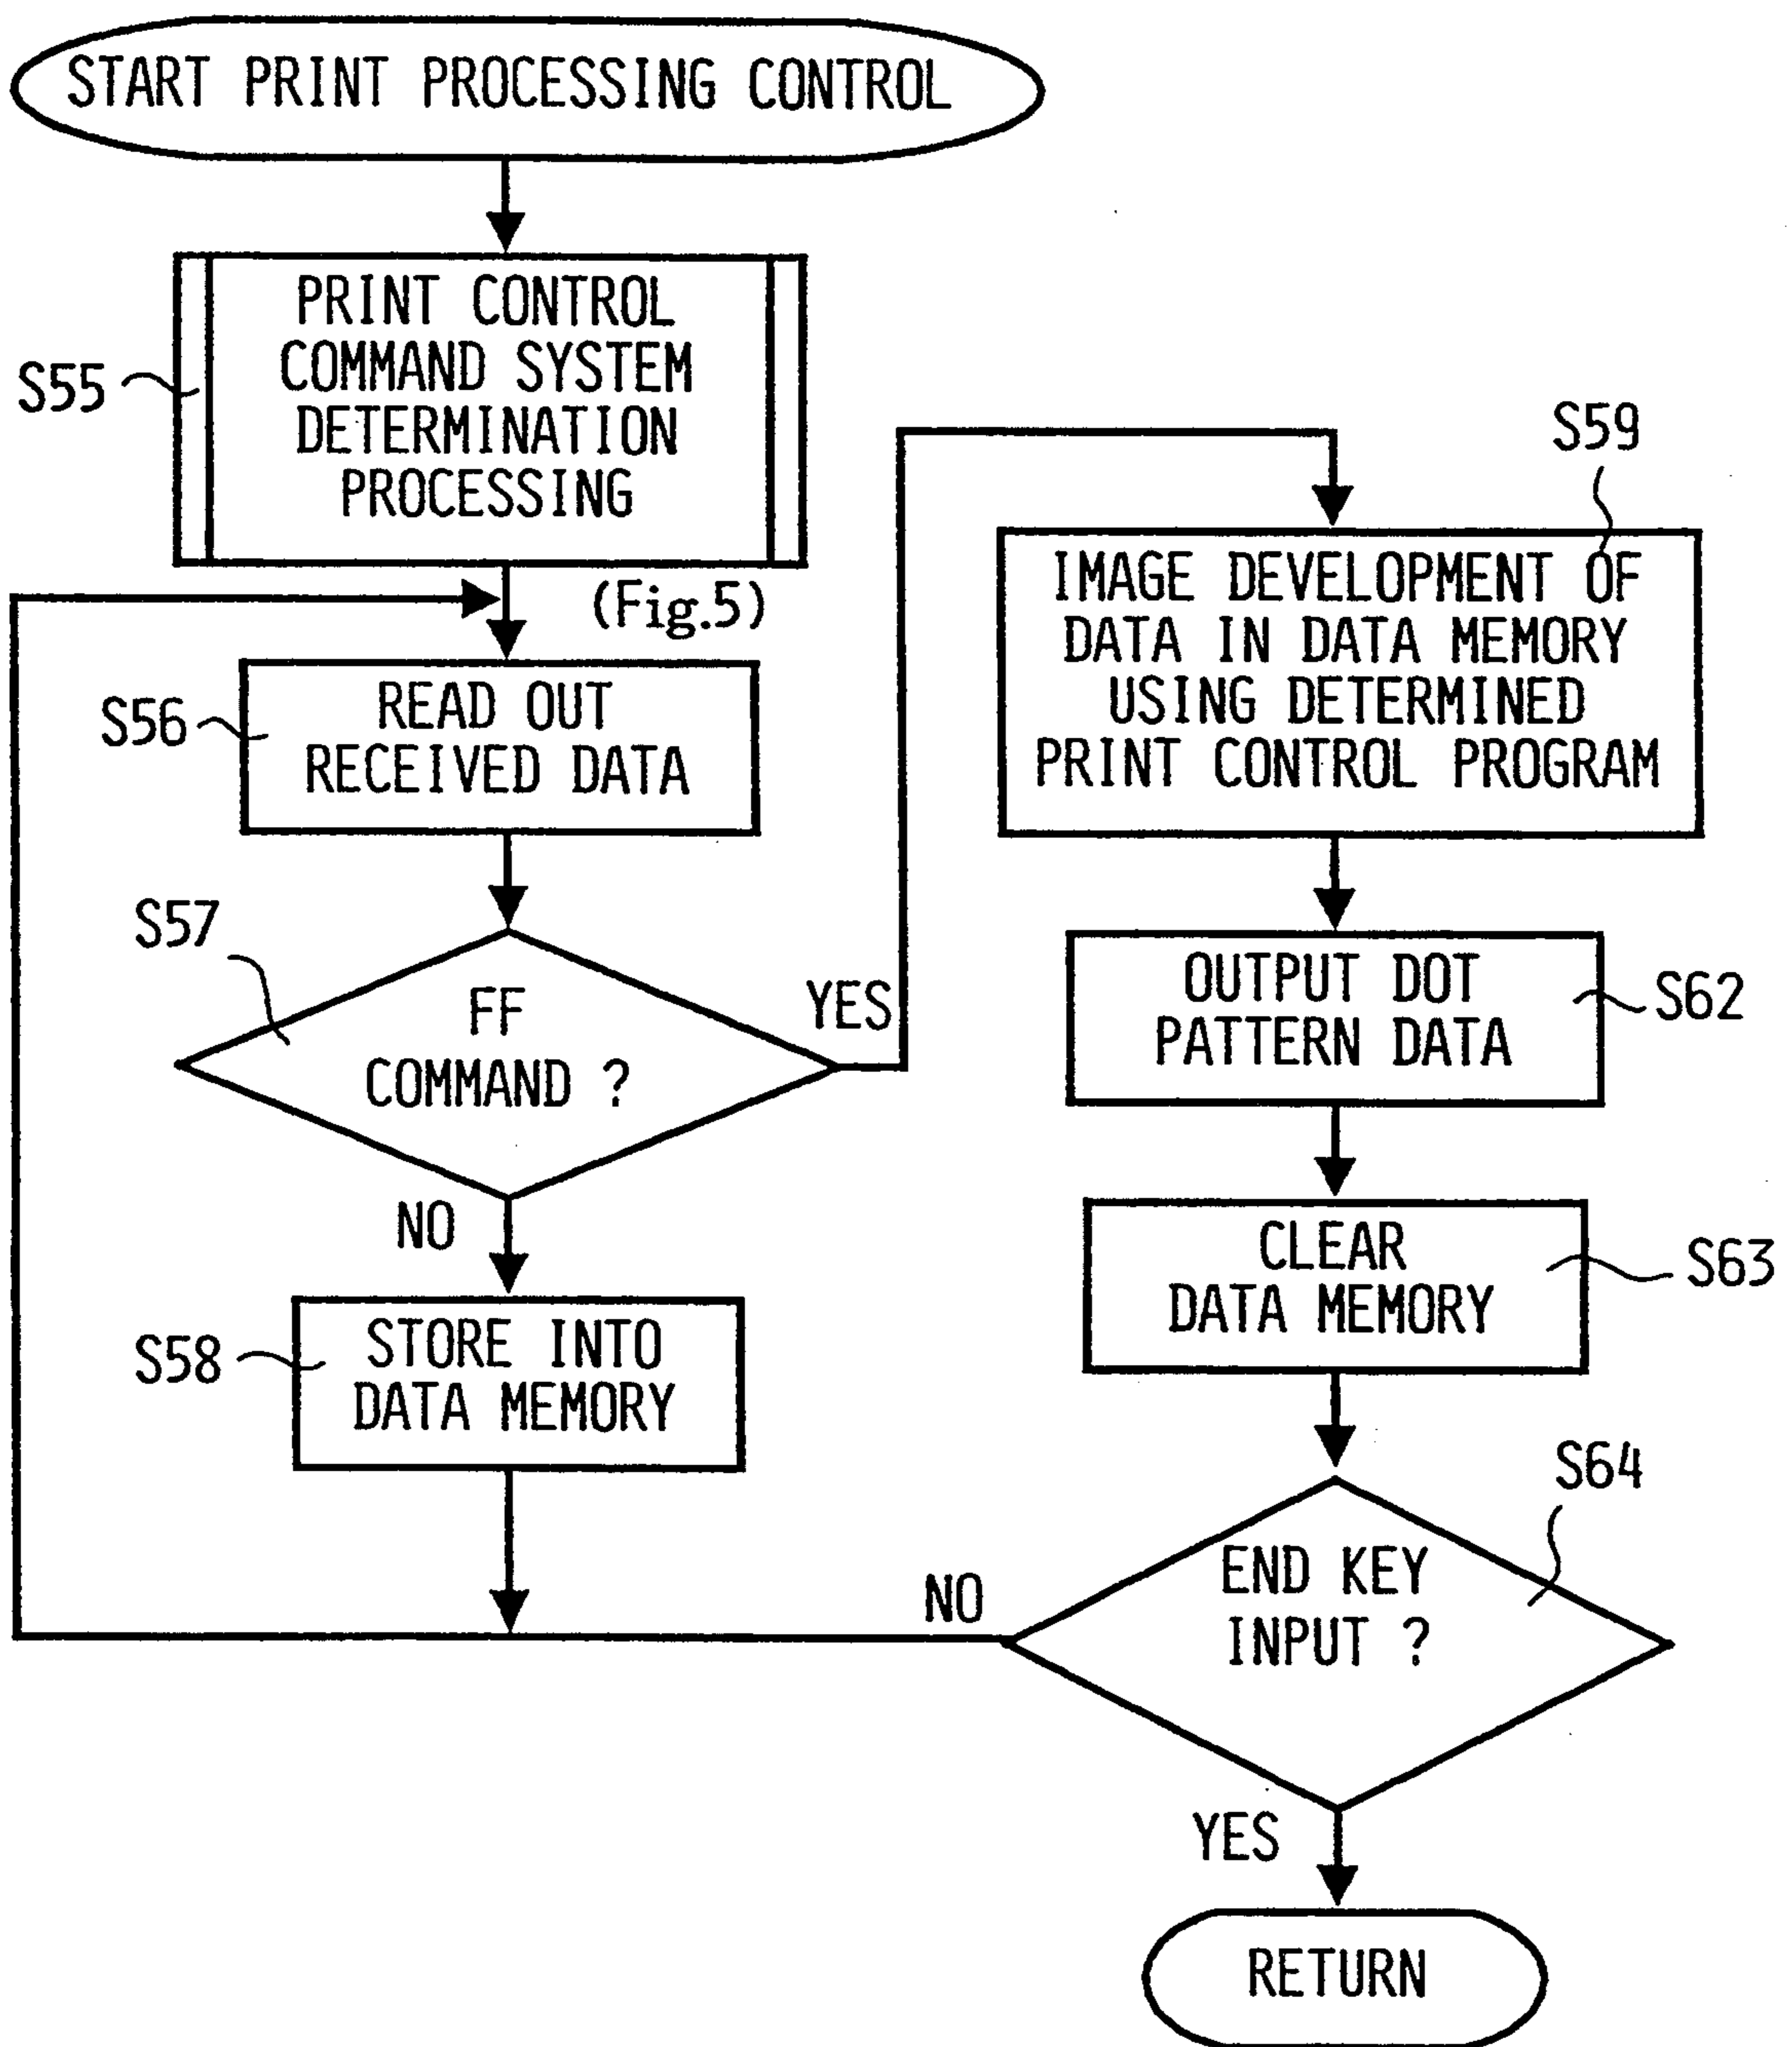 START PRINT PROCESSING CONTROL
S55
PRINT CONTROL
COMMAND SYSTEM
DETERMINATION
PROCESSING
(Fig.5)
S56
READ OUT
RECEIVED DATA
S57
FF
COMMAND ?
YES
NO
S58
STORE INTO
DATA MEMORY
S59
IMAGE DEVELOPMENT OF
DATA IN DATA MEMORY
USING DETERMINED
PRINT CONTROL PROGRAM
OUTPUT DOT
PATTERN DATA
S62
CLEAR
DATA MEMORY
S63
S64
END KEY
INPUT ?
NO
YES
RETURN